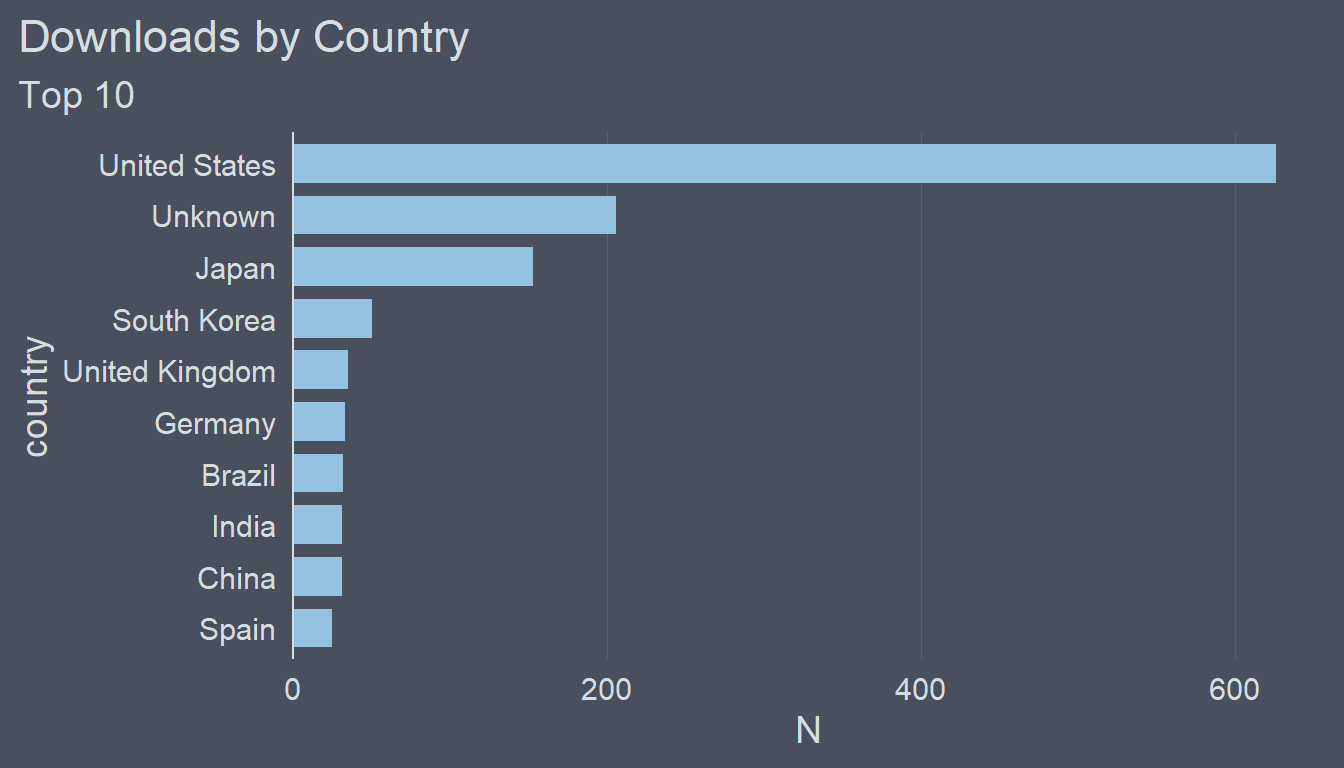 Downloads by Country
Top 10
country
United States
Unknown
Japan
South Korea
United Kingdom
Germany
Brazil
India
China
Spain
0 200 400 600
N